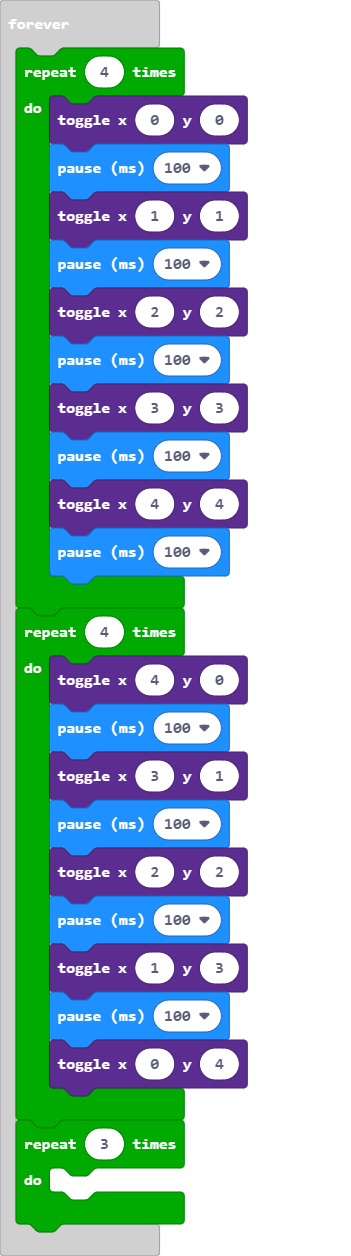 forever
repeat 4 times
do
toggle x 0 y 0
pause (ms) 100
toggle x 1 y 1
pause (ms) 100
toggle x 2 y 2
pause (ms) 100
toggle x 3 y 3
pause (ms) 100
toggle x 4 y 4
pause (ms) 100
repeat 4 times
do
toggle x 4 y 0
pause (ms) 100
toggle x 3 y 1
pause (ms) 100
toggle x 2 y 2
pause (ms) 100
toggle x 1 y 3
pause (ms) 100
toggle x 0 y 4
repeat 3 times
do